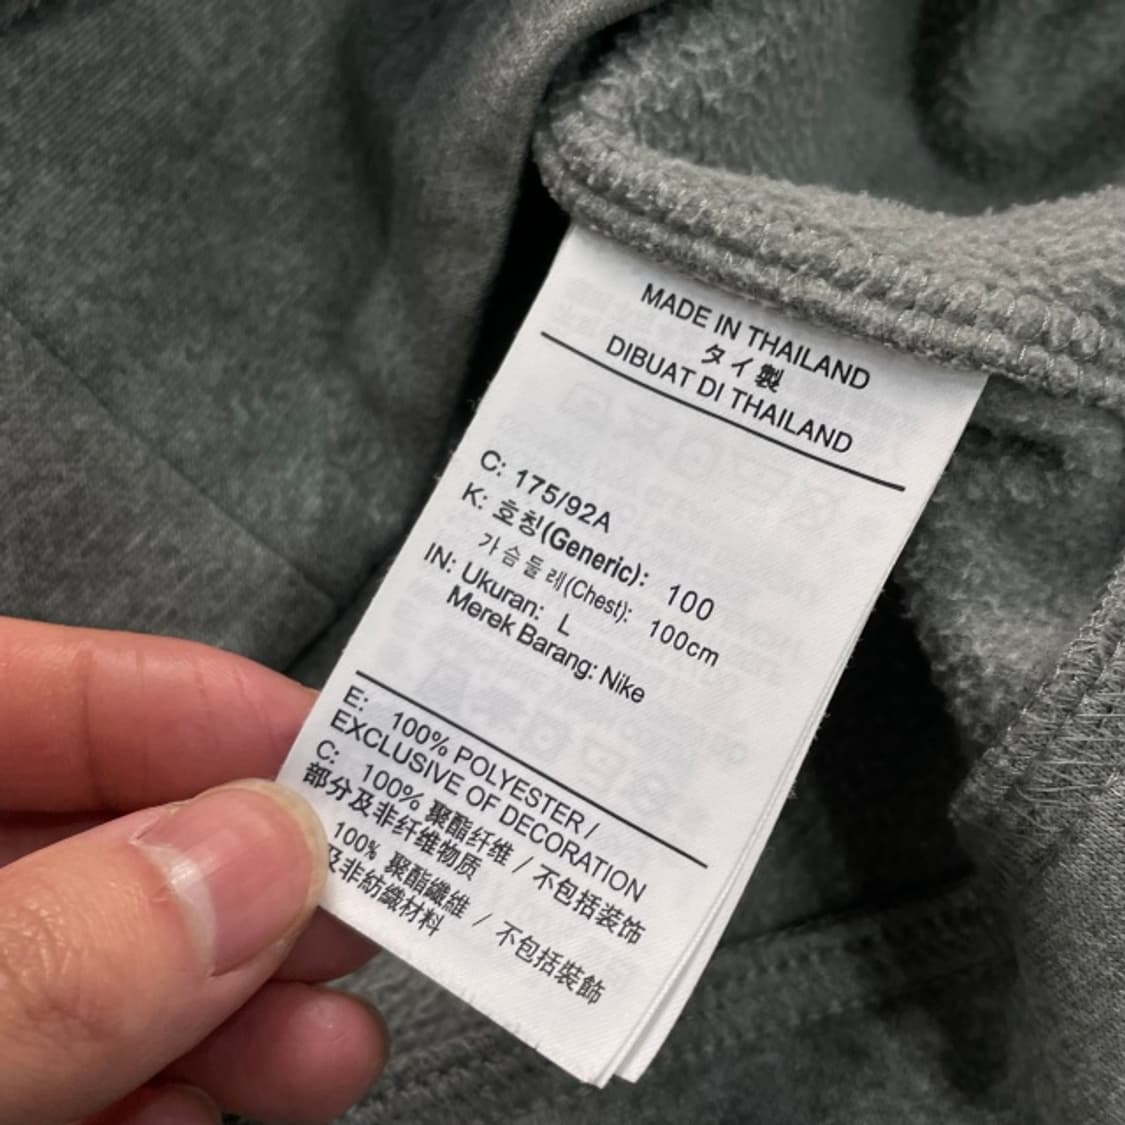 MADE IN THAILAND
タイ製
DIBUAT DI THAILAND
C: 175/92A
K: 호칭(Generic): 100
가슴둘레(Chest): 100cm
IN: Ukuran: L
Merek Barang: Nike
E: 100% POLYESTER /
EXCLUSIVE OF DECORATION
C: 100% 聚酯纤维 / 不包括装饰
部分及非纤维物质
100% 聚酯纖維 / 不包括裝飾
及非紡織材料